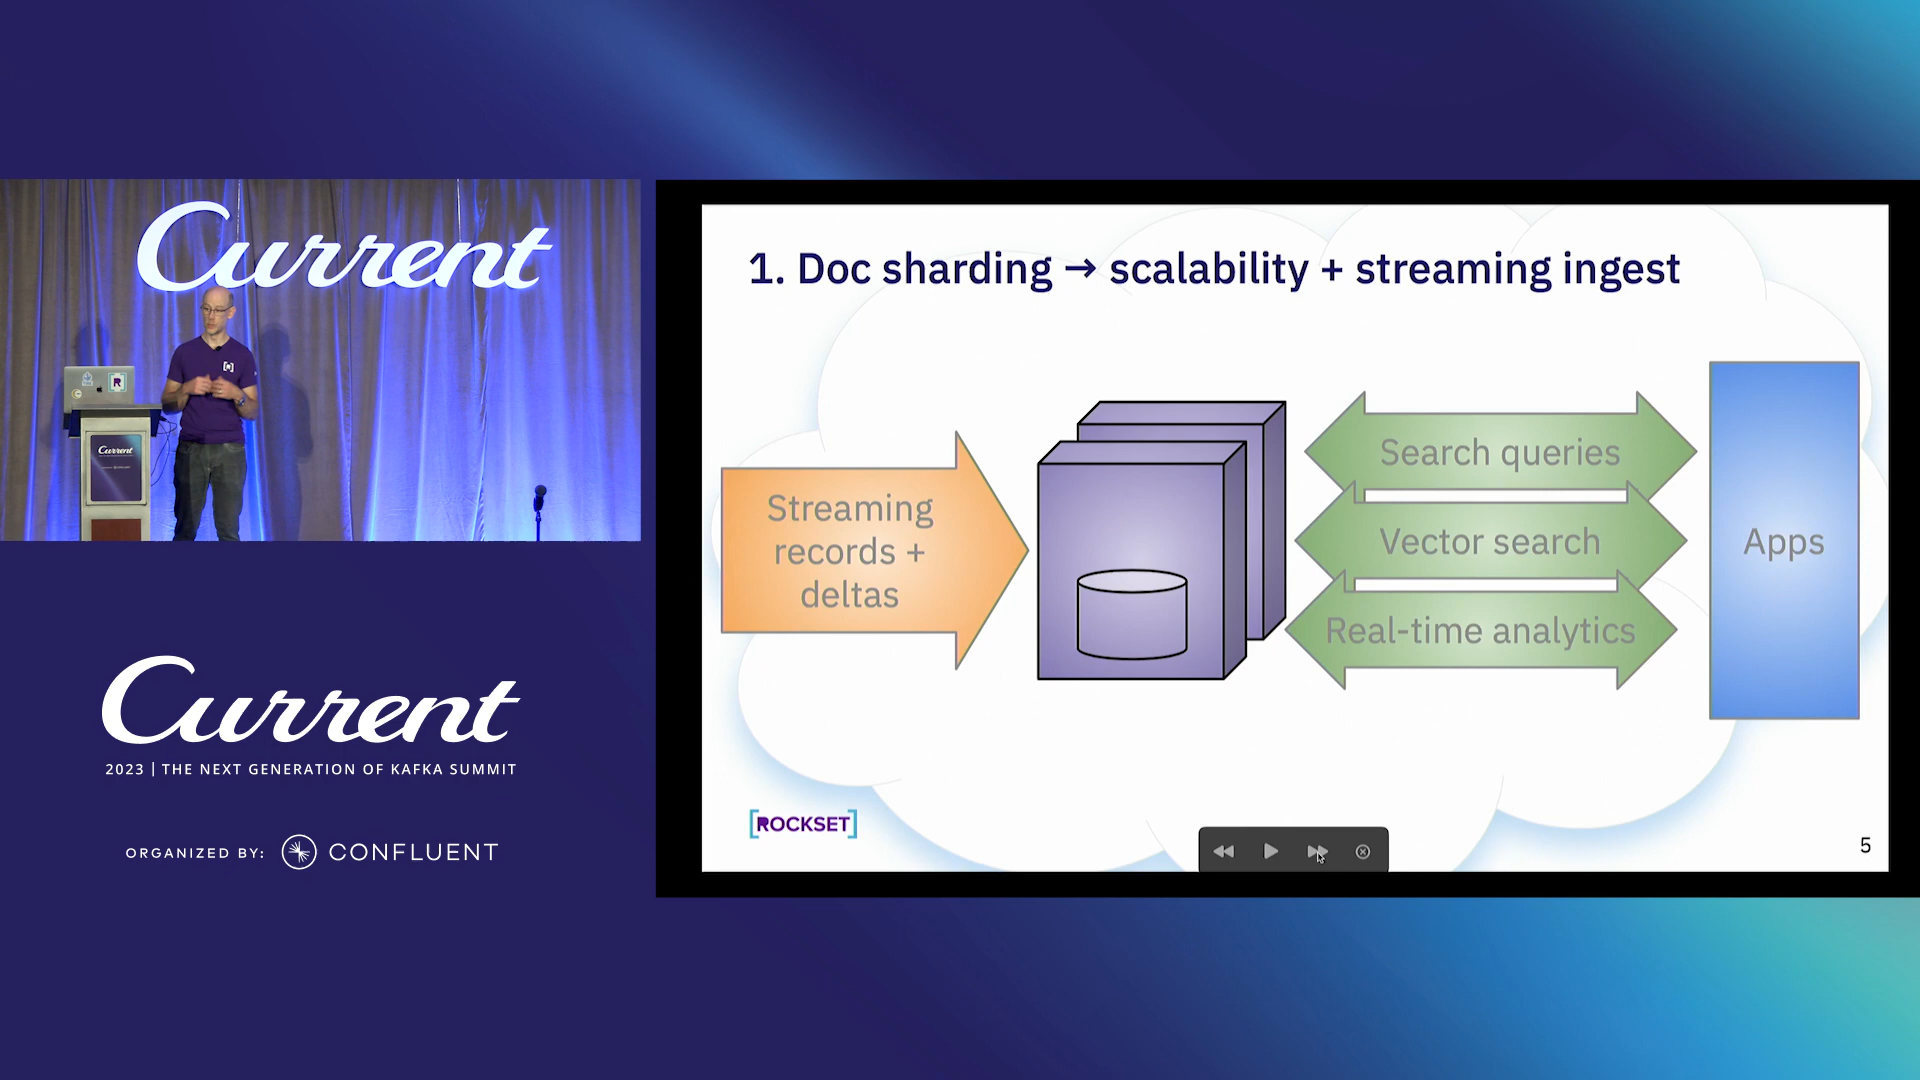 Current
Current
Current
2023 | THE NEXT GENERATION OF KAFKA SUMMIT
ORGANIZED BY: CONFLUENT
1. Doc sharding → scalability + streaming ingest
Streaming
records +
deltas
Search queries
Vector search
Real-time analytics
Apps
[ROCKSET]
5
R